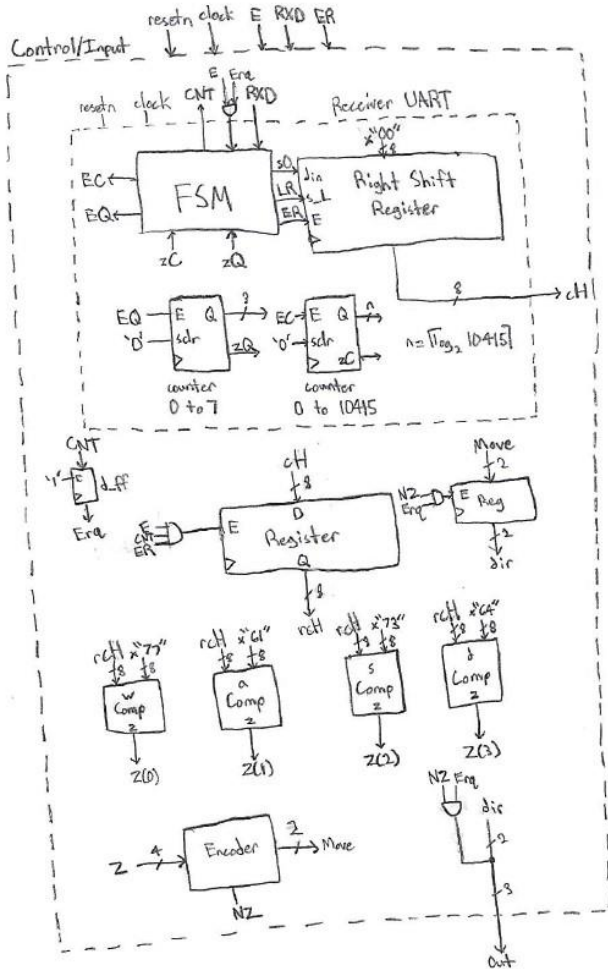 resetn clock E RXD ER
Control/Input
E Erq
resetn clock CNT RXD Receiver UART
x"00"
8
EC
EQ
FSM
sO
LR
ER
din
s_L
E
Right Shift
Register
zC zQ
8
cH
EQ E Q 3
'0' sclr zQ
counter
0 to 7
EC E Q n
'0' sclr zC
counter
0 to 10415
n=⌈log2 10415⌉
CNT
'1' E d_ff
Erq
cH
8
E
CNT
ER
E D
Register
Q
8
rcH
Move
2
NZ
Erq
E Reg
2
dir
rcH x"77"
8 8
w
Comp
z
Z(0)
rcH x"61"
8 8
a
Comp
z
Z(1)
rcH x"73"
8 8
s
Comp
z
Z(2)
rcH x"64"
8 8
d
Comp
z
Z(3)
Z 4 Encoder 2 Move
NZ
NZ Erq dir
2
3
Out